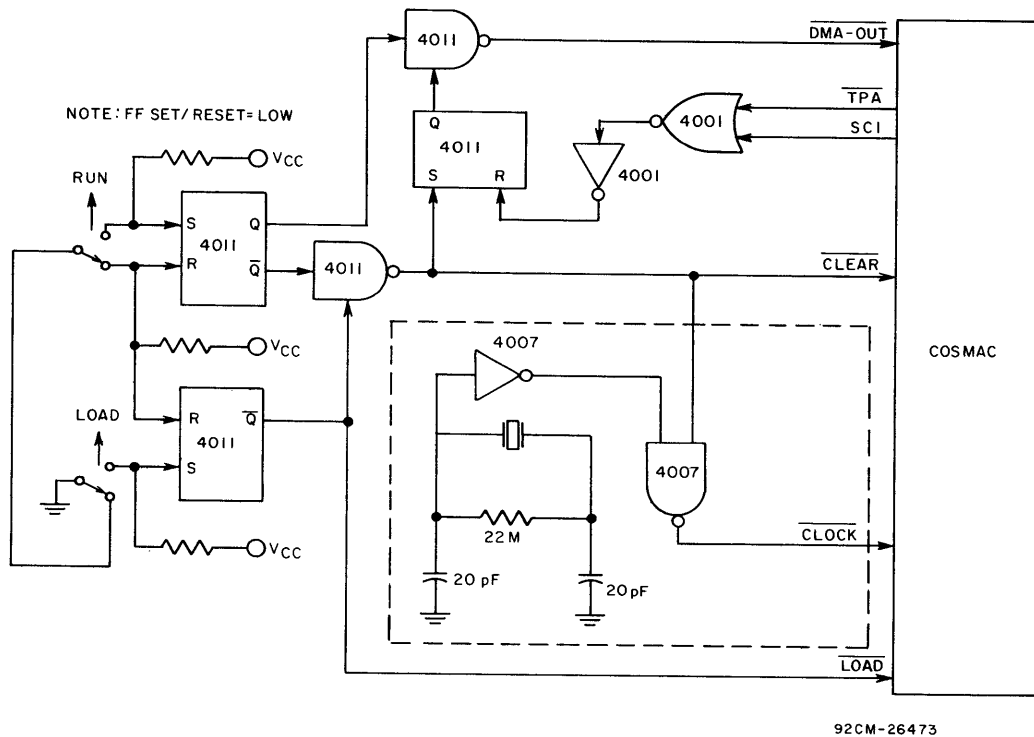 4011
DMA-OUT
NOTE: FF SET/RESET=LOW
TPA
4001
SCI
Q
4011
S R
4001
VCC
RUN
S Q
4011
R Q
4011
CLEAR
VCC
COSMAC
4007
LOAD
R Q
4011
S
4007
22M
CLOCK
VCC
20 pF
20 pF
LOAD
92CM-26473